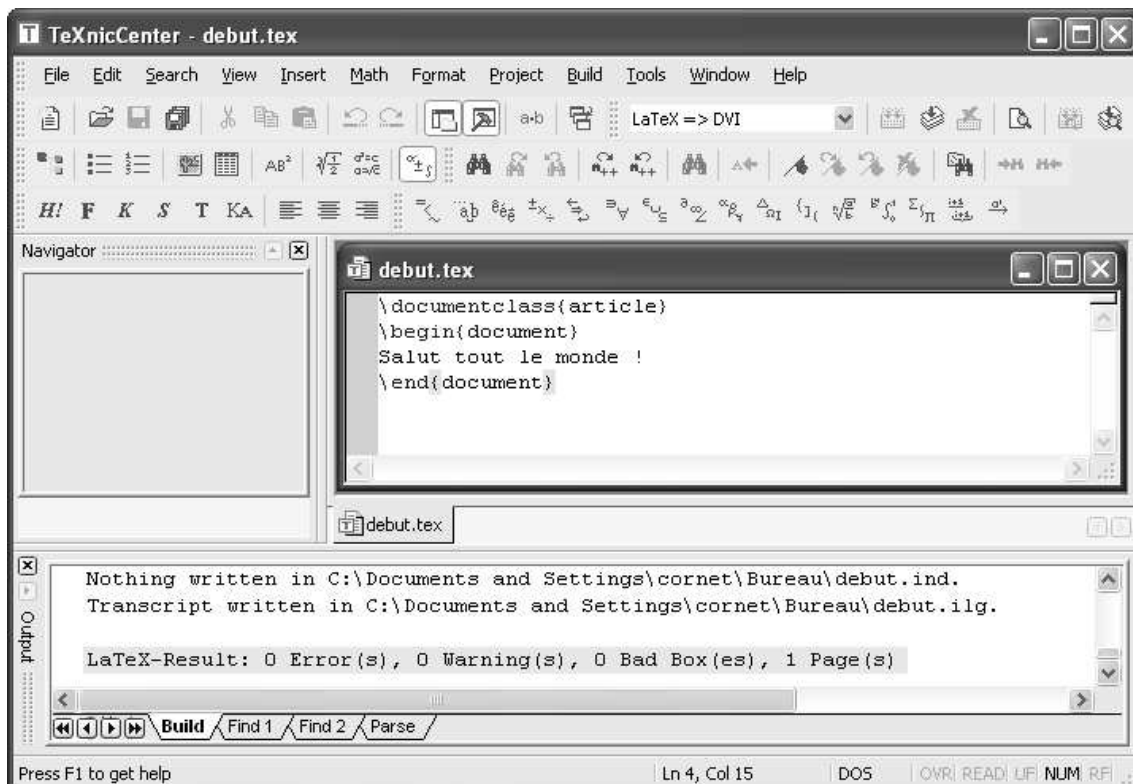 TeXnicCenter - debut.tex
File Edit Search View Insert Math Format Project Build Tools Window Help
LaTeX => DVI
AB²
H! F K S T KA
Navigator
debut.tex
\documentclass{article}
\begin{document}
Salut tout le monde !
\end{document}
debut.tex
Output
Nothing written in C:\Documents and Settings\cornet\Bureau\debut.ind.
Transcript written in C:\Documents and Settings\cornet\Bureau\debut.ilg.
LaTeX-Result: 0 Error(s), 0 Warning(s), 0 Bad Box(es), 1 Page(s)
Build Find 1 Find 2 Parse
Press F1 to get help Ln 4, Col 15 DOS OVR READ LF NUM RF